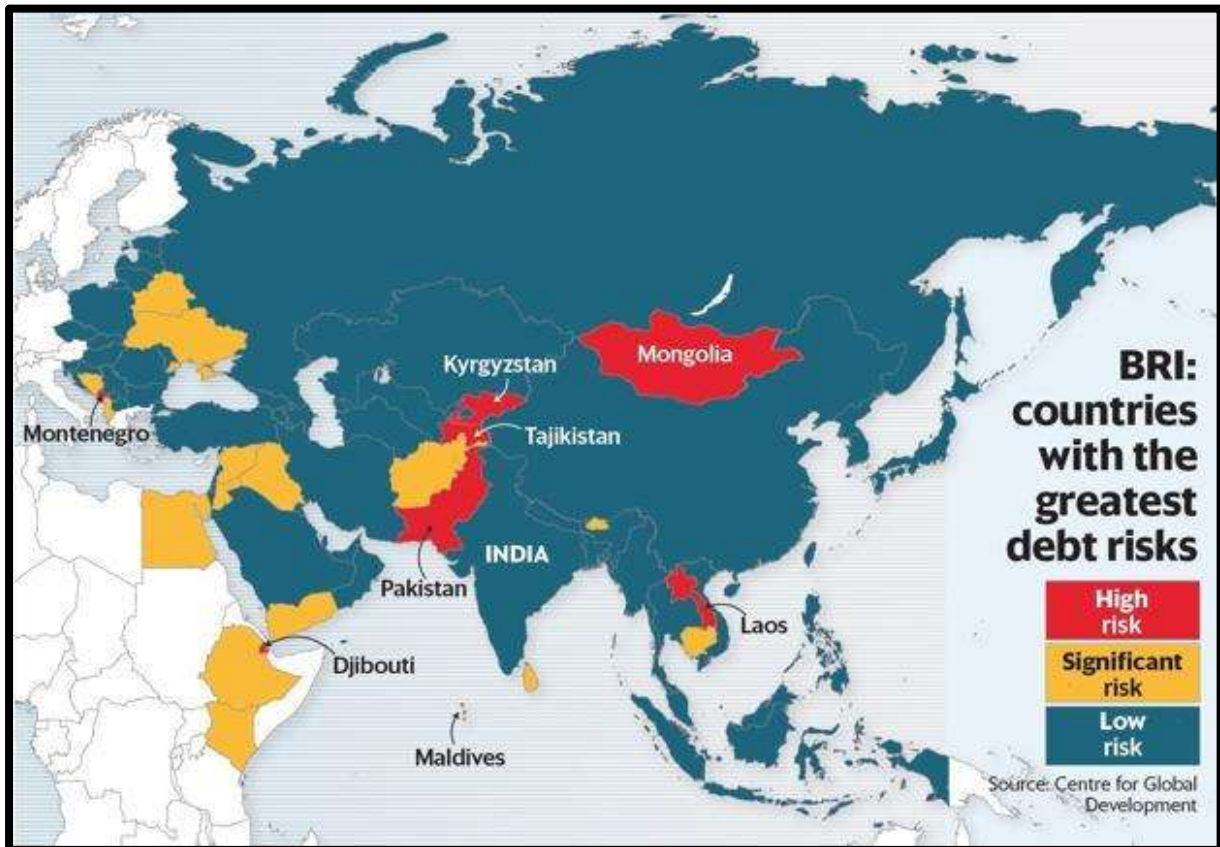 Mongolia
Kyrgyzstan
Tajikistan
Montenegro
INDIA
Pakistan
Laos
Djibouti
Maldives
BRI:
countries
with the
greatest
debt risks
High
risk
Significant
risk
Low
risk
Source: Centre for Global
Development